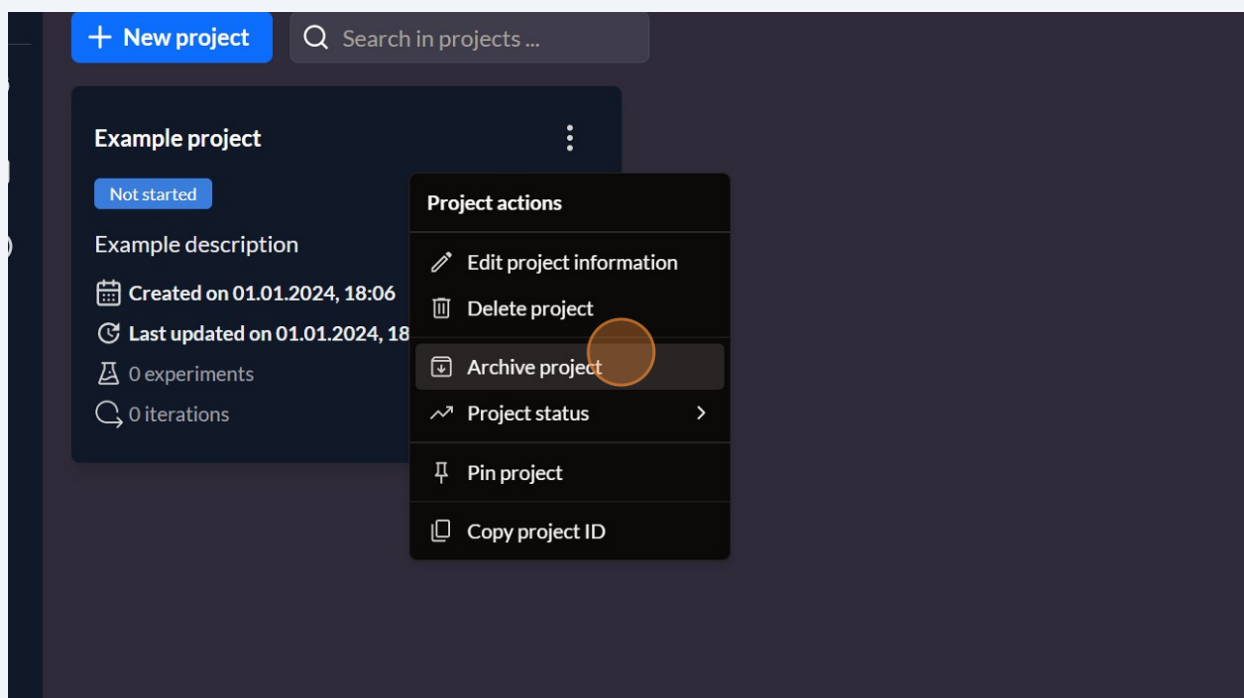 New project
Search in projects ...
Example project
Not started
Example description
Created on 01.01.2024, 18:06
Last updated on 01.01.2024, 18
0 experiments
0 iterations
Project actions
Edit project information
Delete project
Archive project
Project status
Pin project
Copy project ID